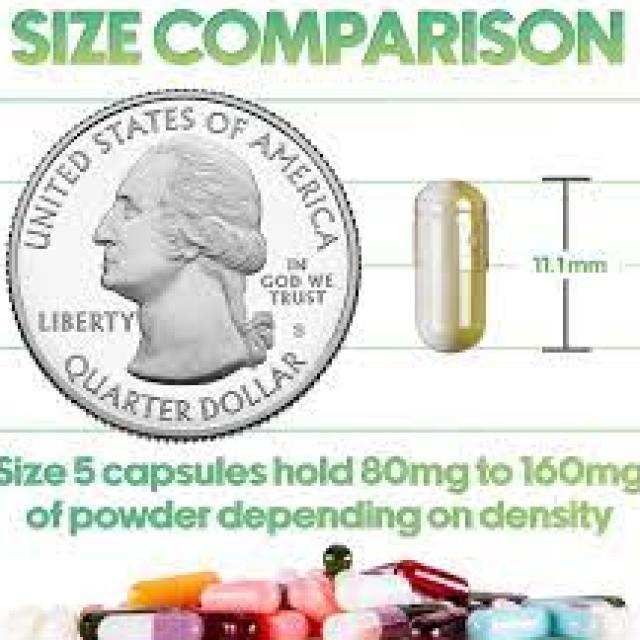 SIZE COMPARISON
UNITED STATES OF AMERICA
IN
GOD WE
TRUST
LIBERTY
S
QUARTER DOLLAR
11.1mm
Size 5 capsules hold 80mg to 160mg
of powder depending on density